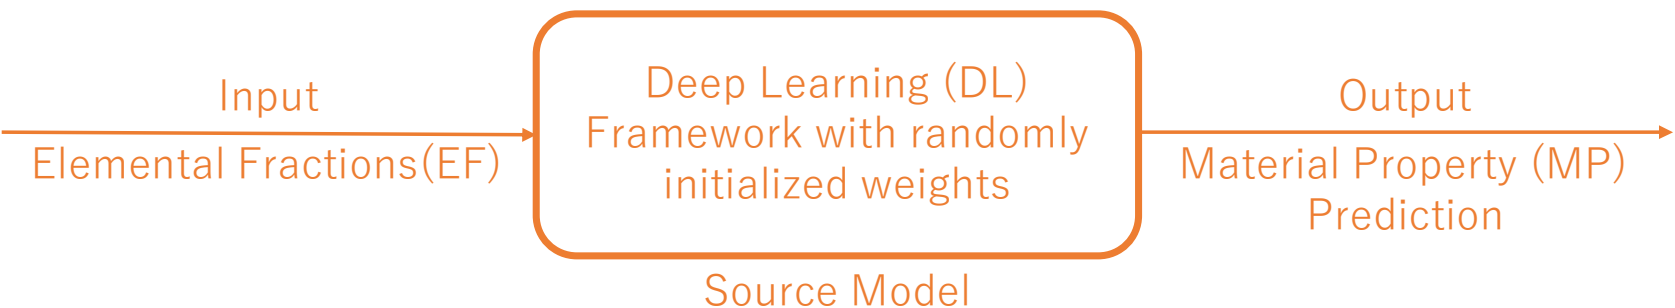 Input
Elemental Fractions(EF)
Deep Learning (DL)
Framework with randomly
initialized weights
Source Model
Output
Material Property (MP)
Prediction